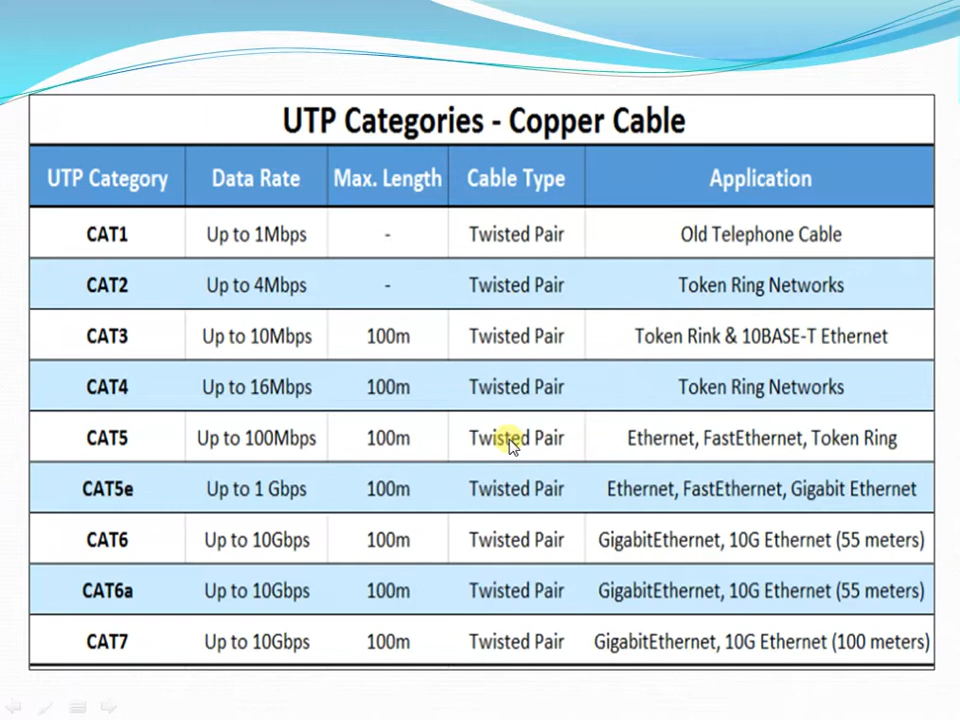 UTP Categories - Copper Cable
UTP Category Data Rate Max. Length Cable Type Application
CAT1 Up to 1Mbps - Twisted Pair Old Telephone Cable
CAT2 Up to 4Mbps - Twisted Pair Token Ring Networks
CAT3 Up to 10Mbps 100m Twisted Pair Token Rink & 10BASE-T Ethernet
CAT4 Up to 16Mbps 100m Twisted Pair Token Ring Networks
CAT5 Up to 100Mbps 100m Twisted Pair Ethernet, FastEthernet, Token Ring
CAT5e Up to 1 Gbps 100m Twisted Pair Ethernet, FastEthernet, Gigabit Ethernet
CAT6 Up to 10Gbps 100m Twisted Pair GigabitEthernet, 10G Ethernet (55 meters)
CAT6a Up to 10Gbps 100m Twisted Pair GigabitEthernet, 10G Ethernet (55 meters)
CAT7 Up to 10Gbps 100m Twisted Pair GigabitEthernet, 10G Ethernet (100 meters)